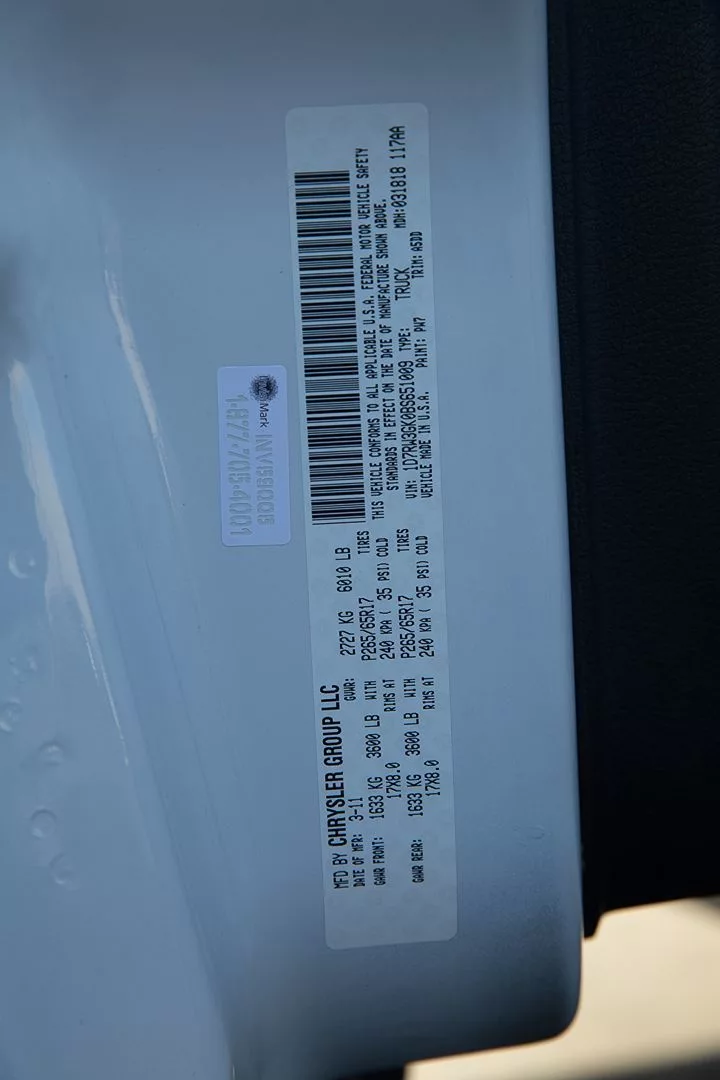 MFD BY CHRYSLER GROUP LLC
DATE OF MFR: 3-11 GVWR: 2727 KG 6010 LB
GAWR FRONT: 1633 KG 3600 LB WITH P265/65R17 TIRES
17X8.0 RIMS AT 240 KPA ( 35 PSI) COLD
GAWR REAR: 1633 KG 3600 LB WITH P265/65R17 TIRES
17X8.0 RIMS AT 240 KPA ( 35 PSI) COLD
THIS VEHICLE CONFORMS TO ALL APPLICABLE U.S.A. FEDERAL MOTOR VEHICLE SAFETY
STANDARDS IN EFFECT ON THE DATE OF MANUFACTURE SHOWN ABOVE.
VIN: 1D7RW3GK0BS651009 TYPE: TRUCK MDH:031818 117AA
VEHICLE MADE IN U.S.A. PAINT: PW7 TRIM: A5DD
Mark
1-877-705-4001